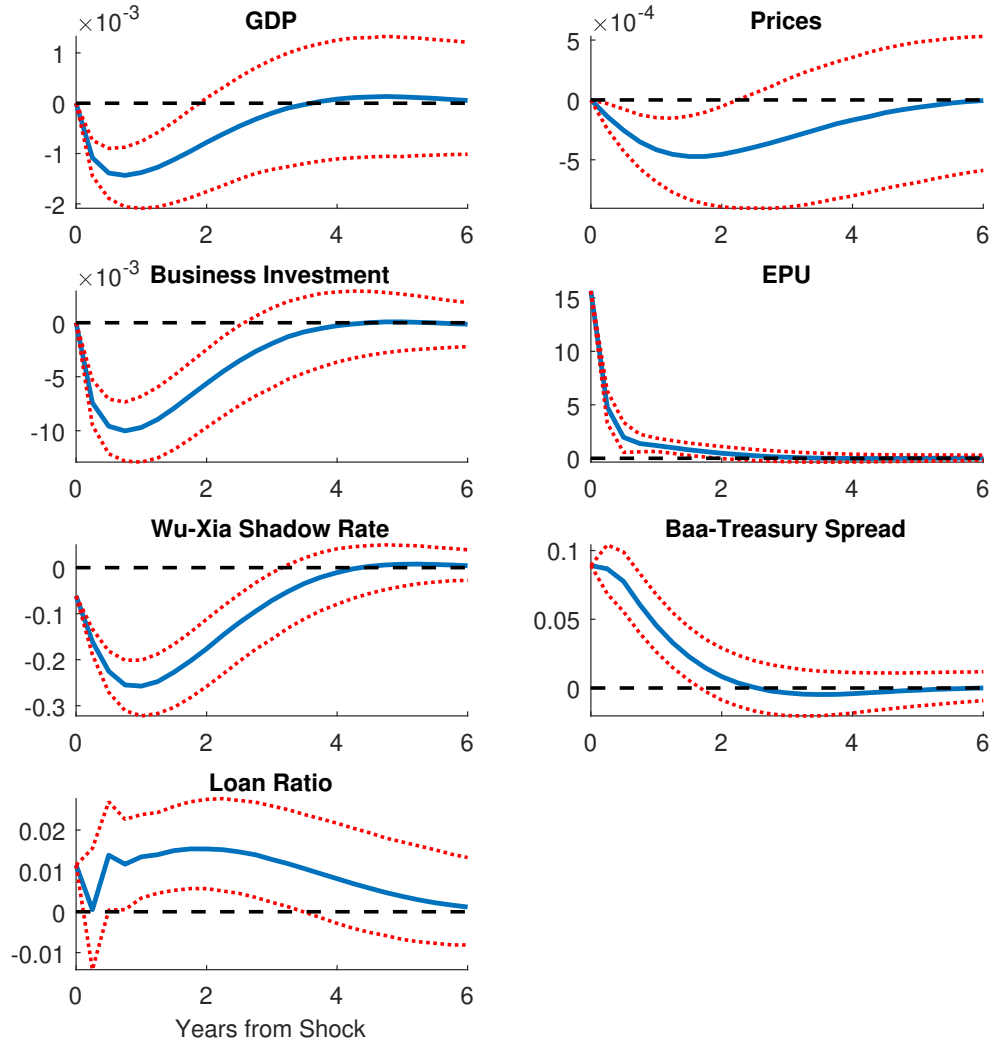 ×10⁻³ GDP
1
0
-1
-2
0 2 4 6
×10⁻⁴ Prices
5
0
-5
0 2 4 6
×10⁻³ Business Investment
0
-5
-10
0 2 4 6
EPU
15
10
5
0
0 2 4 6
Wu-Xia Shadow Rate
0
-0.1
-0.2
-0.3
0 2 4 6
Baa-Treasury Spread
0.1
0.05
0
0 2 4 6
Loan Ratio
0.02
0.01
0
-0.01
0 2 4 6
Years from Shock